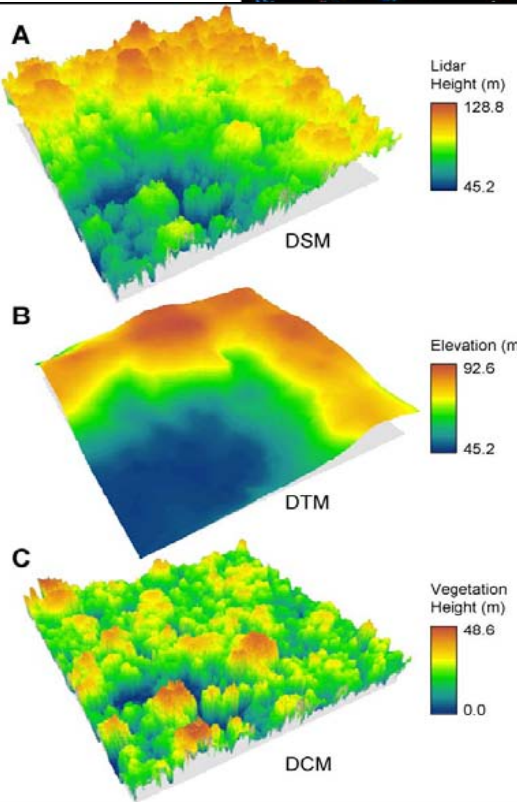 A
Lidar
Height (m)
128.8
45.2
DSM
B
Elevation (m
92.6
45.2
DTM
C
Vegetation
Height (m)
48.6
0.0
DCM